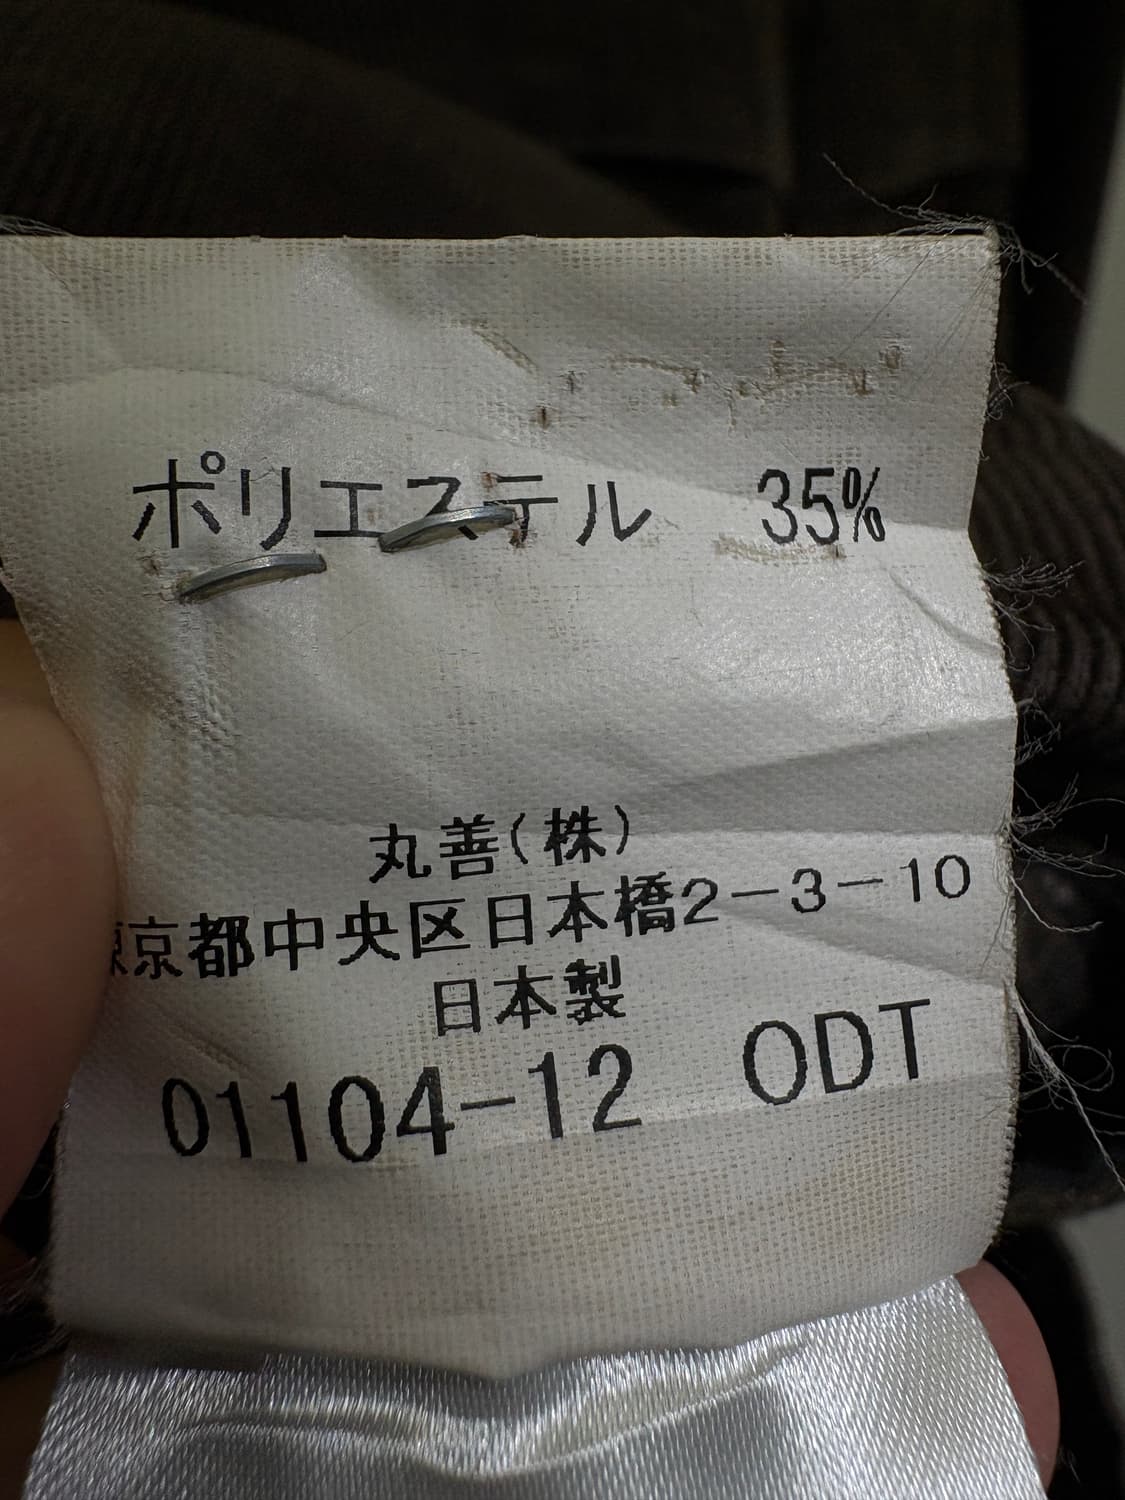 ポリエステル 35%
丸善(株)
東京都中央区日本橋2-3-10
日本製
01104-12 ODT